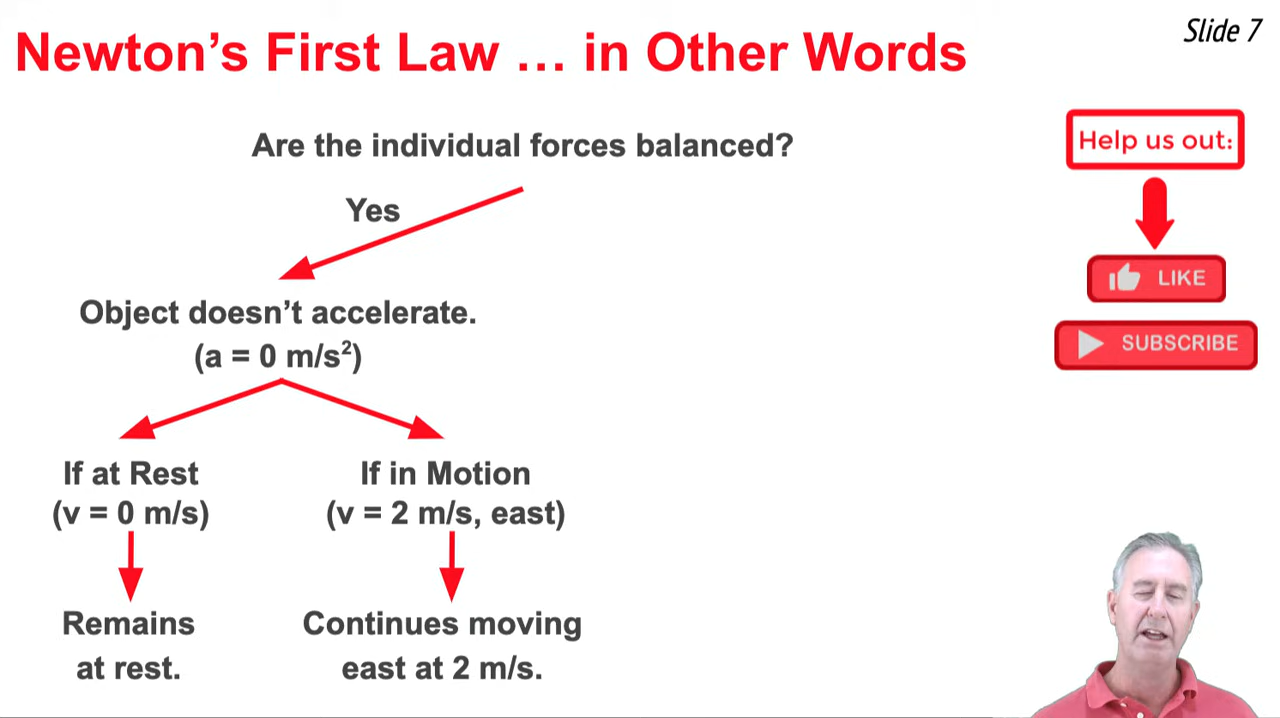 Slide 7
Newton's First Law … in Other Words
Are the individual forces balanced?
Yes
Object doesn't accelerate.
(a = 0 m/s²)
If at Rest
(v = 0 m/s)
Remains
at rest.
If in Motion
(v = 2 m/s, east)
Continues moving
east at 2 m/s.
Help us out:
LIKE
SUBSCRIBE